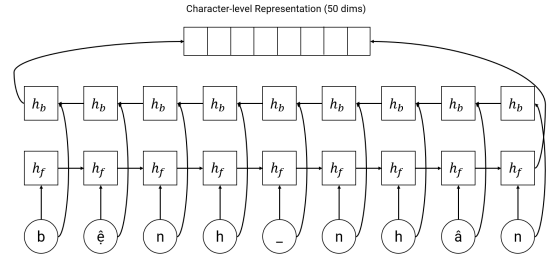 Character-level Representation (50 dims)
h_b h_b h_b h_b h_b h_b h_b h_b h_b
h_f h_f h_f h_f h_f h_f h_f h_f h_f
b ệ n h _ n h â n